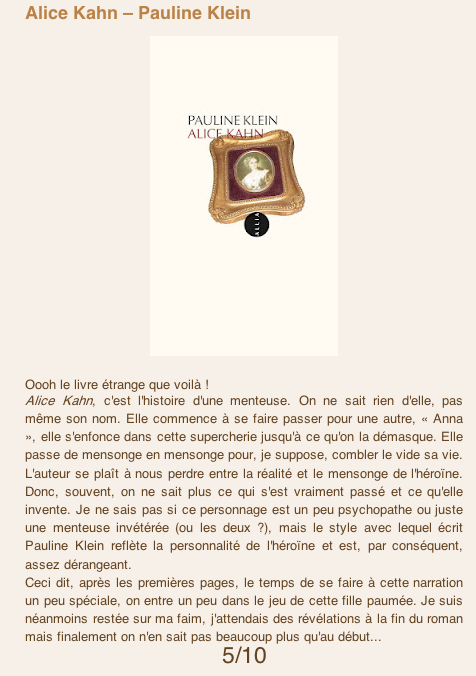 Alice Kahn – Pauline Klein
PAULINE KLEIN
ALICE KAHN
ALLIA
Oooh le livre étrange que voilà !
Alice Kahn, c'est l'histoire d'une menteuse. On ne sait rien d'elle, pas
même son nom. Elle commence à se faire passer pour une autre, « Anna
», elle s'enfonce dans cette supercherie jusqu'à ce qu'on la démasque. Elle
passe de mensonge en mensonge pour, je suppose, combler le vide sa vie.
L'auteur se plaît à nous perdre entre la réalité et le mensonge de l'héroïne.
Donc, souvent, on ne sait plus ce qui s'est vraiment passé et ce qu'elle
invente. Je ne sais pas si ce personnage est un peu psychopathe ou juste
une menteuse invétérée (ou les deux ?), mais le style avec lequel écrit
Pauline Klein reflète la personnalité de l'héroïne et est, par conséquent,
assez dérangeant.
Ceci dit, après les premières pages, le temps de se faire à cette narration
un peu spéciale, on entre un peu dans le jeu de cette fille paumée. Je suis
néanmoins restée sur ma faim, j'attendais des révélations à la fin du roman
mais finalement on n'en sait pas beaucoup plus qu'au début...
5/10